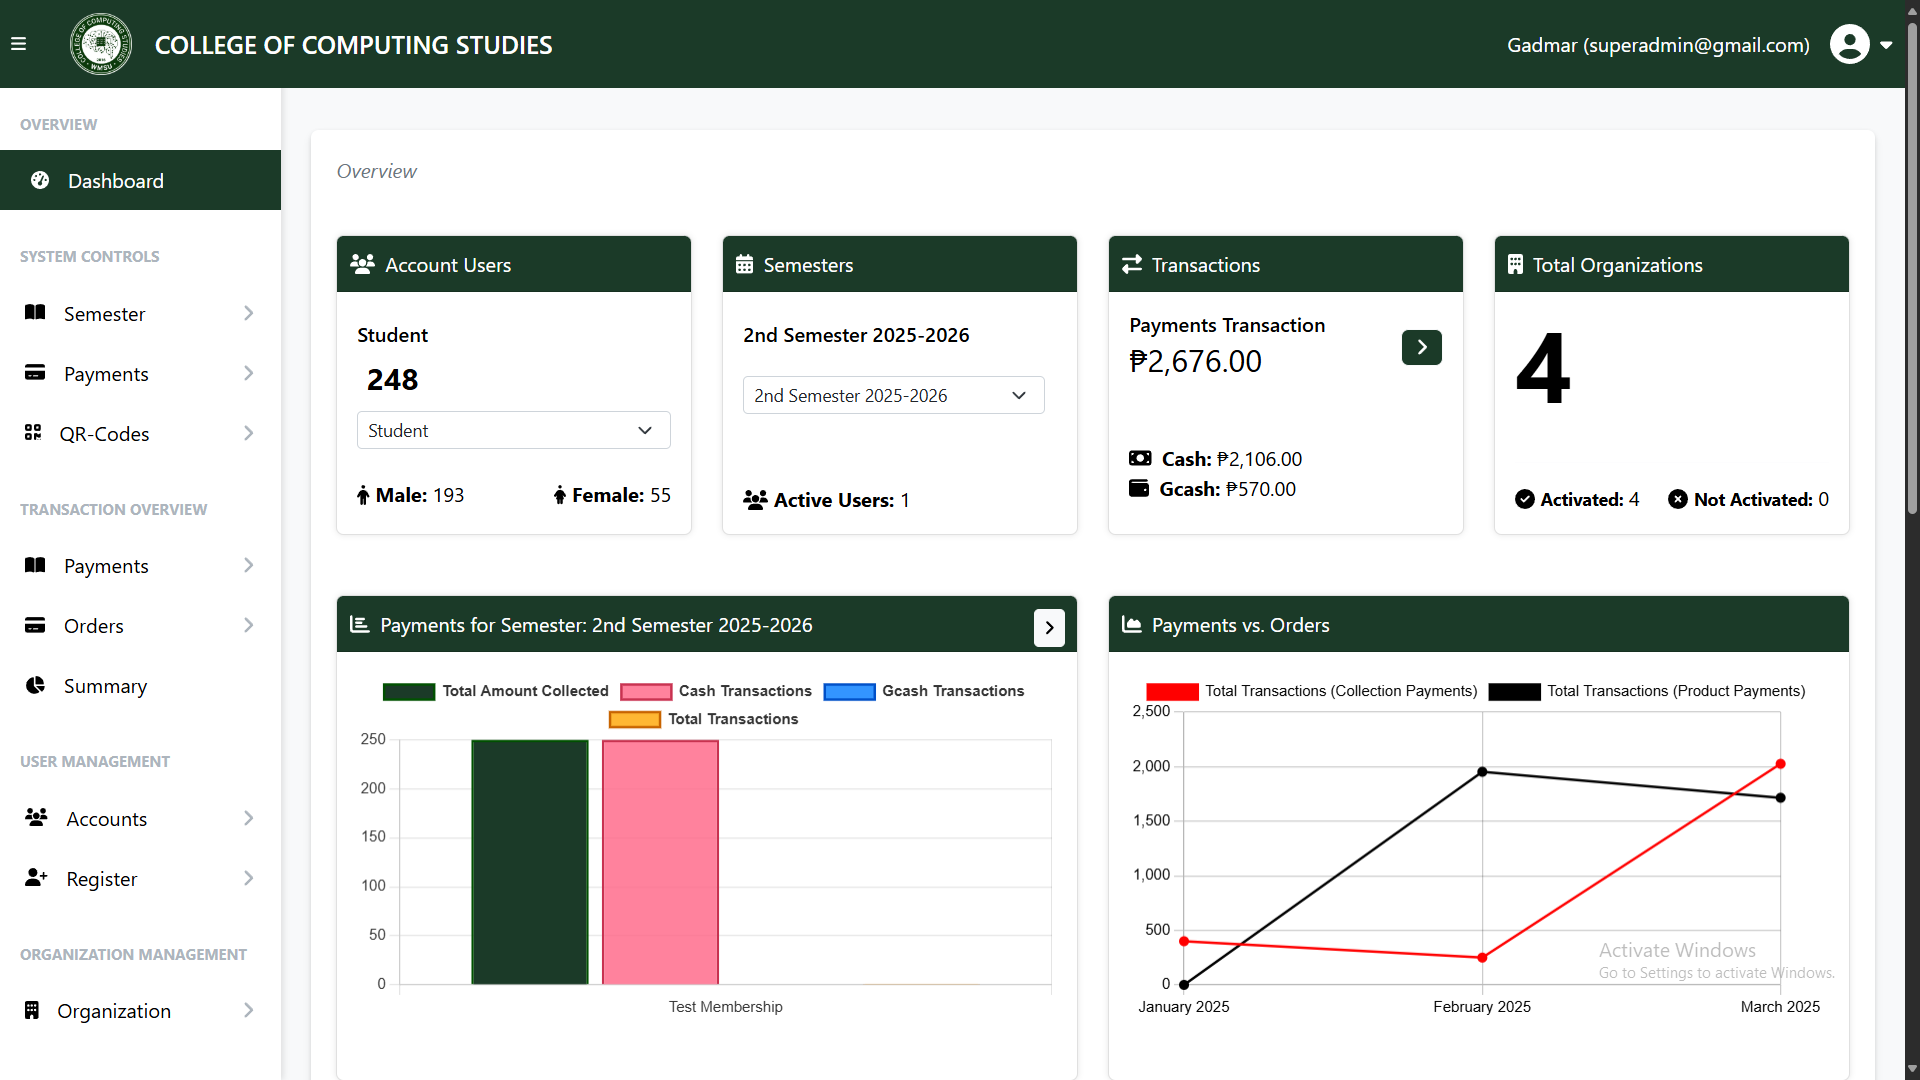 COLLEGE OF COMPUTING STUDIES
Gadmar (superadmin@gmail.com)
OVERVIEW
Dashboard
SYSTEM CONTROLS
Semester
Payments
QR-Codes
TRANSACTION OVERVIEW
Payments
Orders
Summary
USER MANAGEMENT
Accounts
Register
ORGANIZATION MANAGEMENT
Organization
Overview
Account Users
Student
248
Student
Male: 193
Female: 55
Semesters
2nd Semester 2025-2026
2nd Semester 2025-2026
Active Users: 1
Transactions
Payments Transaction
₱2,676.00
Cash: ₱2,106.00
Gcash: ₱570.00
Total Organizations
4
Activated: 4
Not Activated: 0
Payments for Semester: 2nd Semester 2025-2026
Total Amount Collected
Cash Transactions
Gcash Transactions
Total Transactions
250
200
150
100
50
0
Test Membership
Payments vs. Orders
Total Transactions (Collection Payments)
Total Transactions (Product Payments)
2,500
2,000
1,500
1,000
500
0
January 2025
February 2025
March 2025
Activate Windows
Go to Settings to activate Windows.